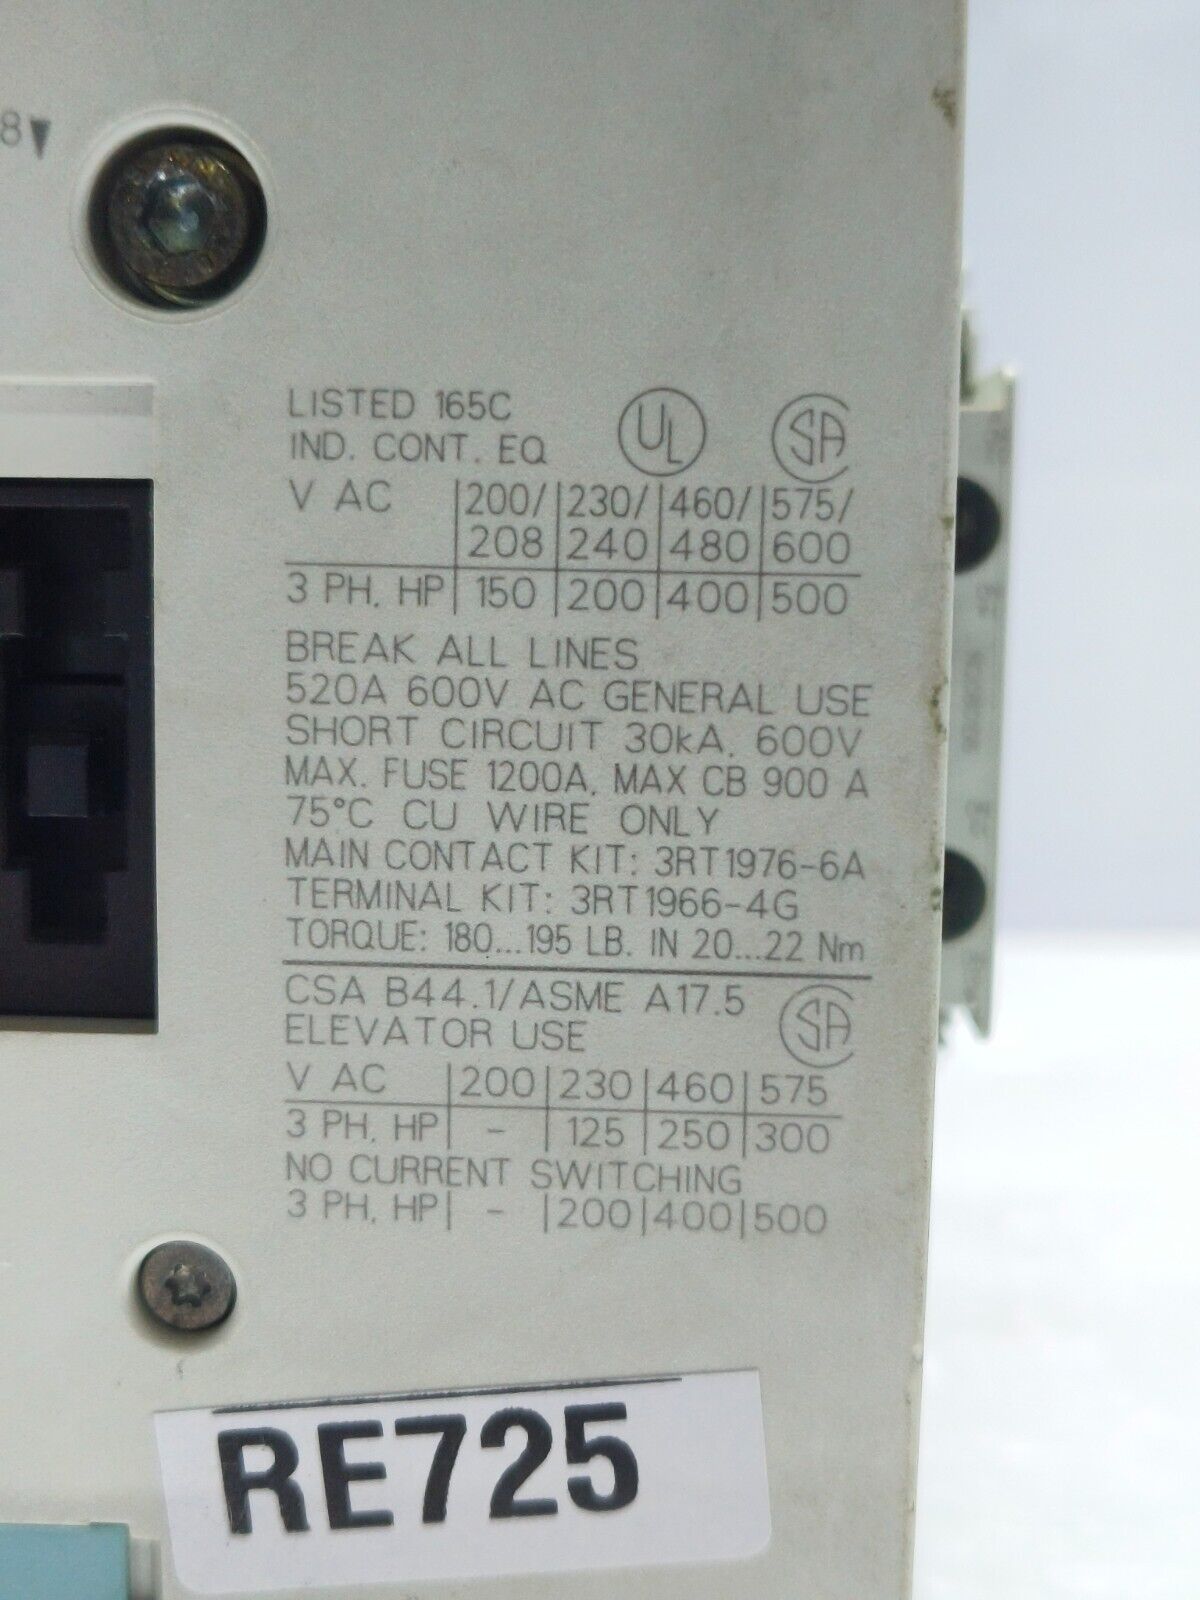 8▼
LISTED 165C
IND. CONT. EQ UL SA
V AC 200/ 230/ 460/ 575/
208 240 480 600
3 PH, HP 150 200 400 500
BREAK ALL LINES
520A 600V AC GENERAL USE
SHORT CIRCUIT 30kA, 600V
MAX. FUSE 1200A, MAX CB 900 A
75°C CU WIRE ONLY
MAIN CONTACT KIT: 3RT1976-6A
TERMINAL KIT: 3RT1966-4G
TORQUE: 180...195 LB. IN 20...22 Nm
CSA B44.1/ASME A17.5 SA
ELEVATOR USE
V AC 200 230 460 575
3 PH, HP - 125 250 300
NO CURRENT SWITCHING
3 PH, HP - 200 400 500
RE725